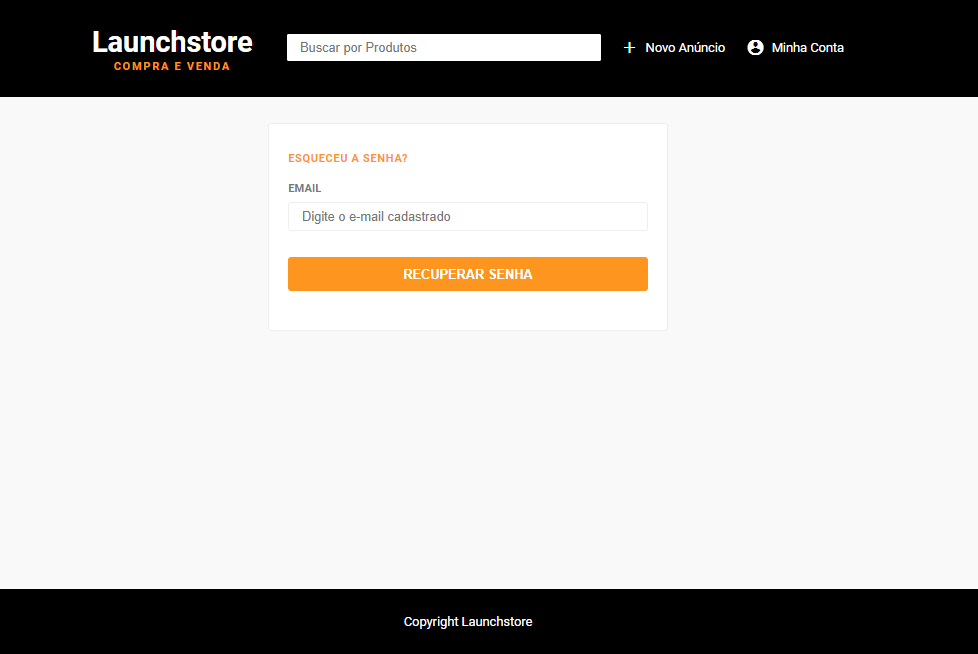 Launchstore
COMPRA E VENDA
Buscar por Produtos
Novo Anúncio
Minha Conta
ESQUECEU A SENHA?
EMAIL
Digite o e-mail cadastrado
RECUPERAR SENHA
Copyright Launchstore